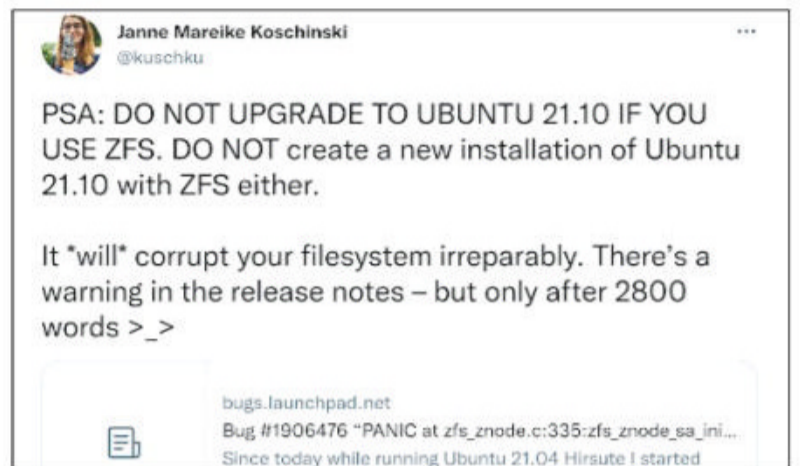 Janne Mareike Koschinski
@kuschku
PSA: DO NOT UPGRADE TO UBUNTU 21.10 IF YOU
USE ZFS. DO NOT create a new installation of Ubuntu
21.10 with ZFS either.
It *will* corrupt your filesystem irreparably. There's a
warning in the release notes – but only after 2800
words >_>
bugs.launchpad.net
Bug #1906476 “PANIC at zfs_znode.c:335:zfs_znode_sa_ini...
Since today while running Ubuntu 21.04 Hirsute I started